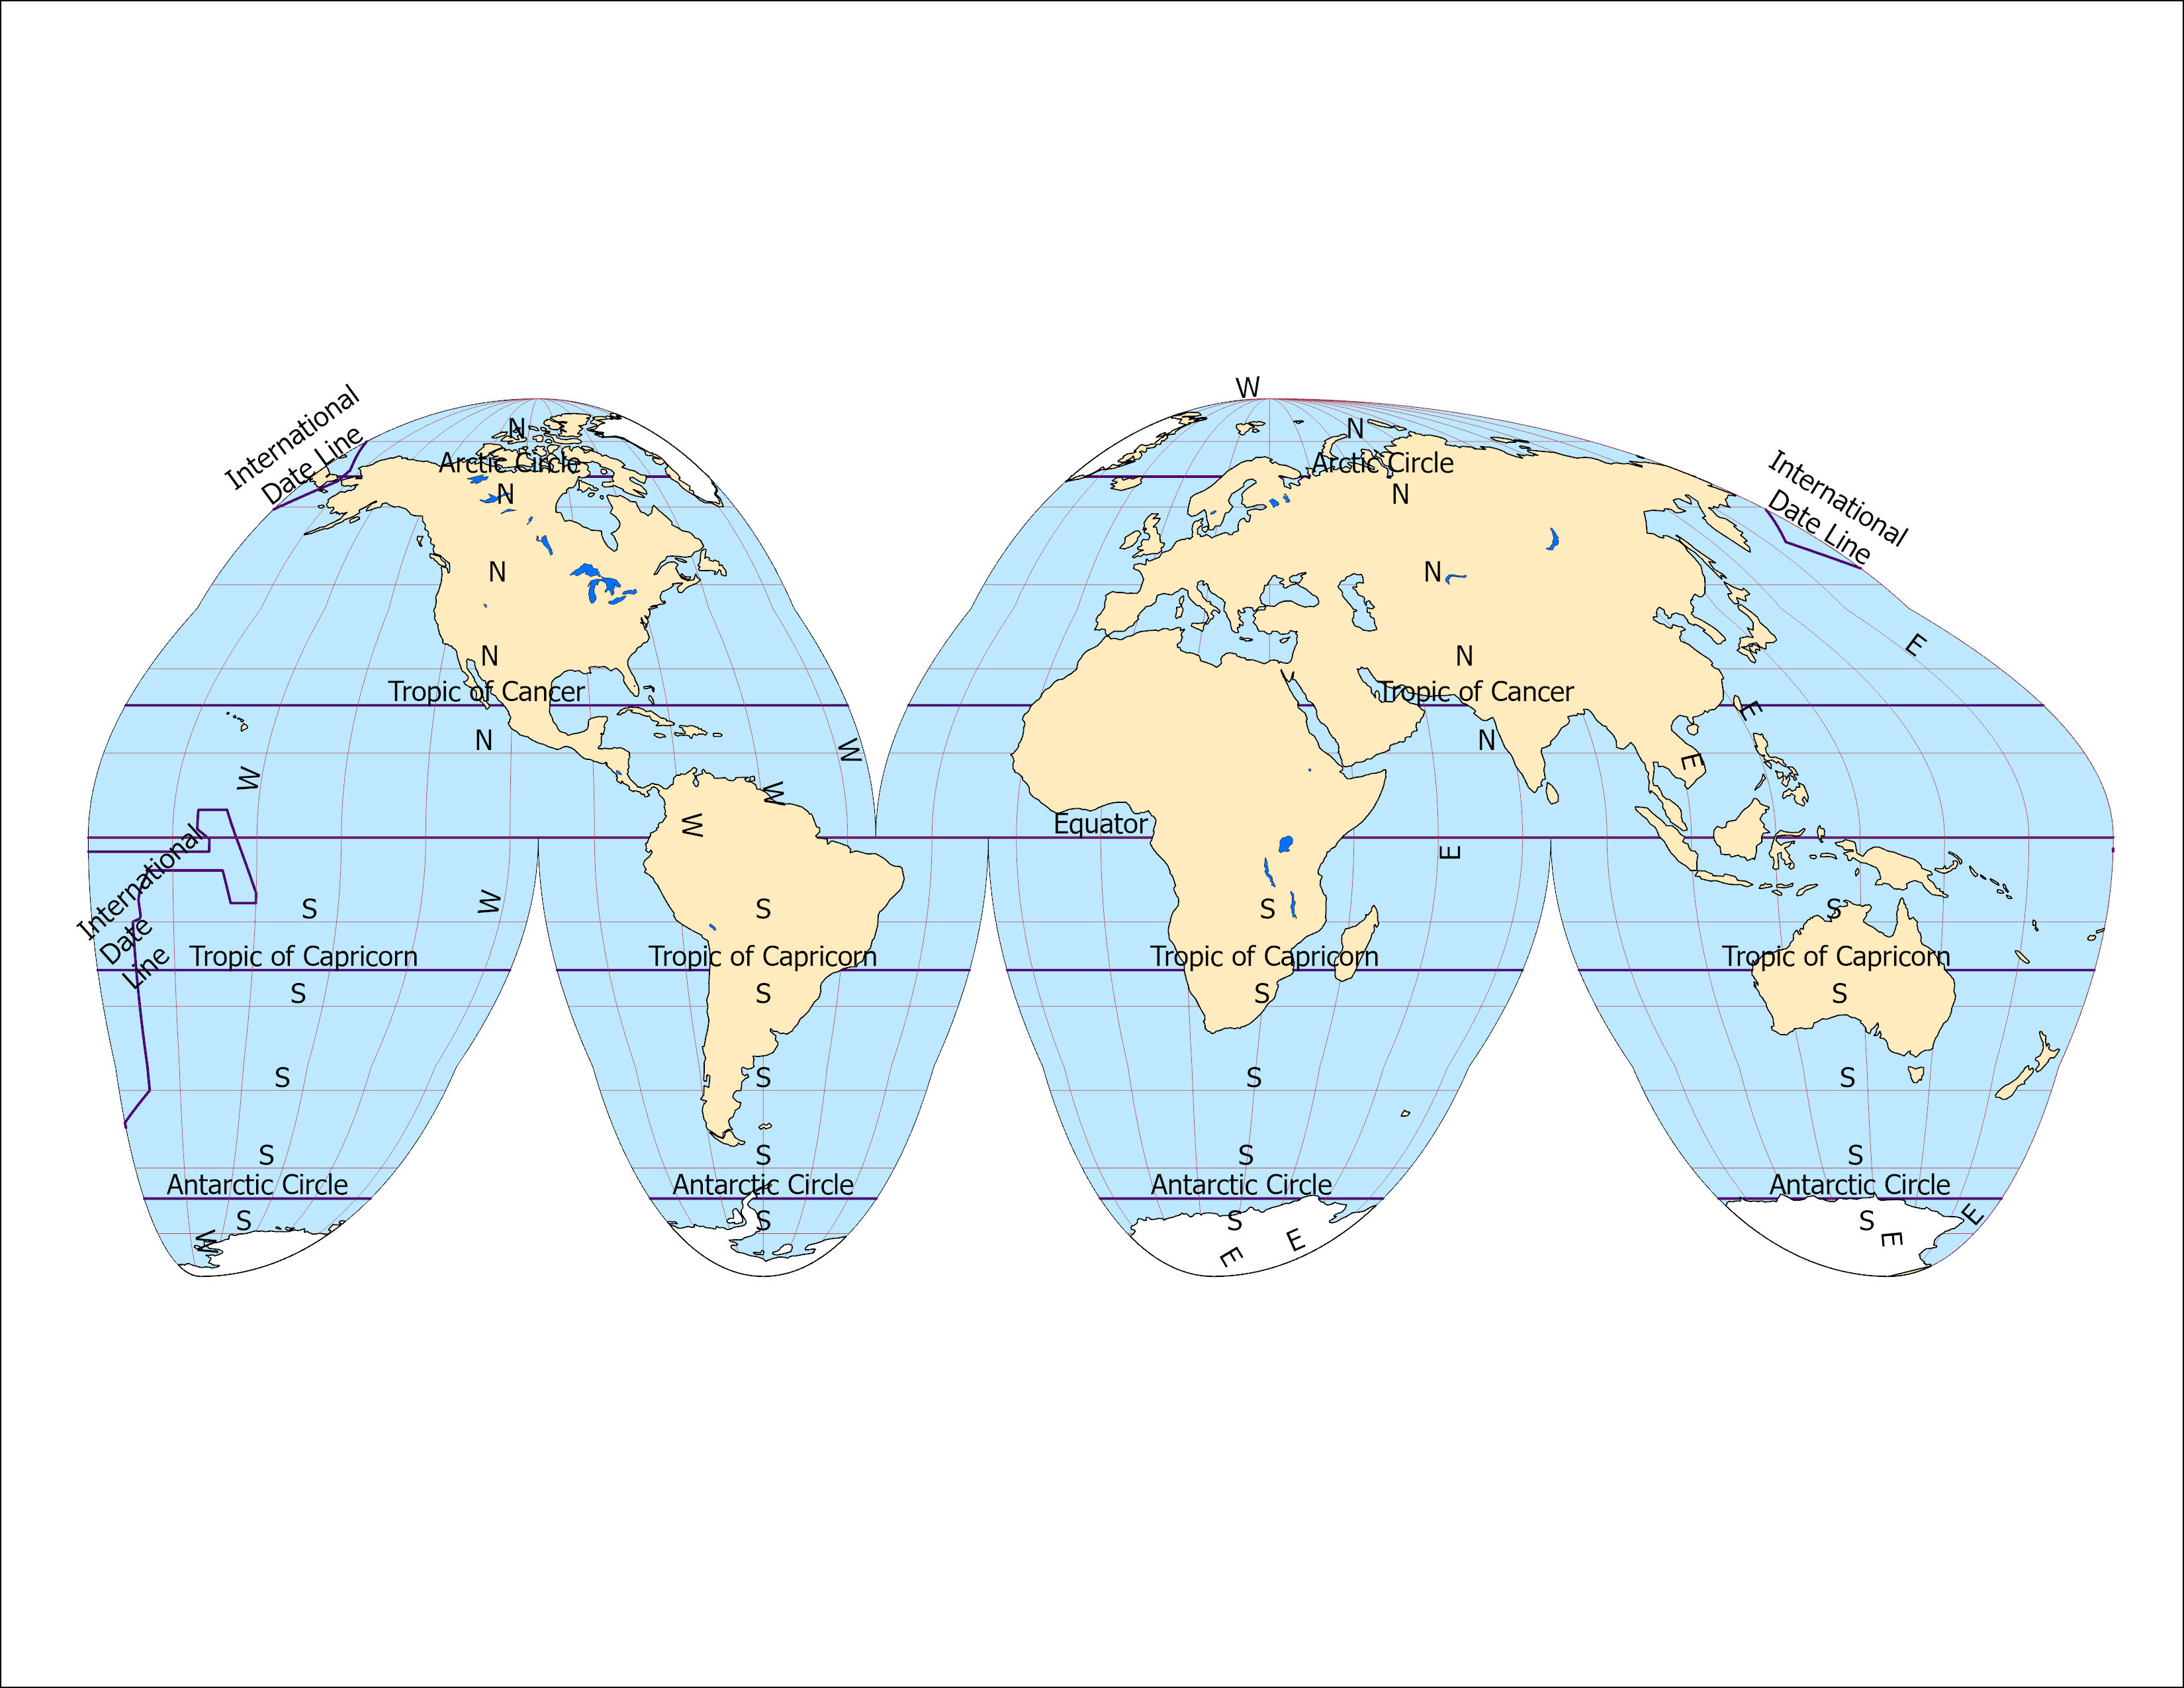 W
International
Date Line
N
N
Arctic Circle
Arctic Circle
International
Date Line
N
N
N
N
E
N
N
Tropic of Cancer
Tropic of Cancer
E
N
N
W
W
E
W
W
Equator
E
International
Date
Line
W
S
S
S
S
Tropic of Capricorn
Tropic of Capricorn
Tropic of Capricorn
Tropic of Capricorn
S
S
S
S
S
S
S
S
S
S
S
S
Antarctic Circle
Antarctic Circle
Antarctic Circle
Antarctic Circle
S
S
S
S
E
W
E
E
E